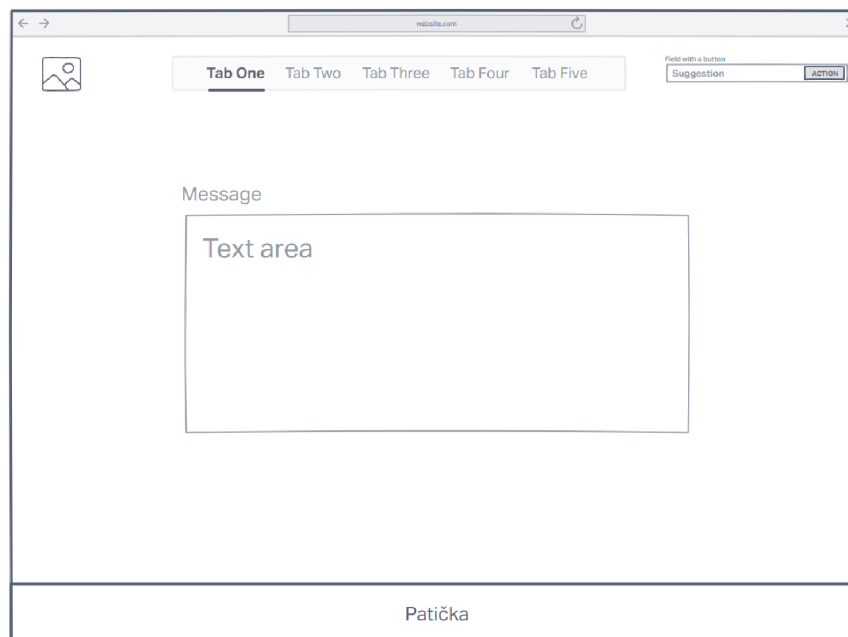 website.com
Field with a button
Tab One Tab Two Tab Three Tab Four Tab Five
Suggestion ACTION
Message
Text area
Patička